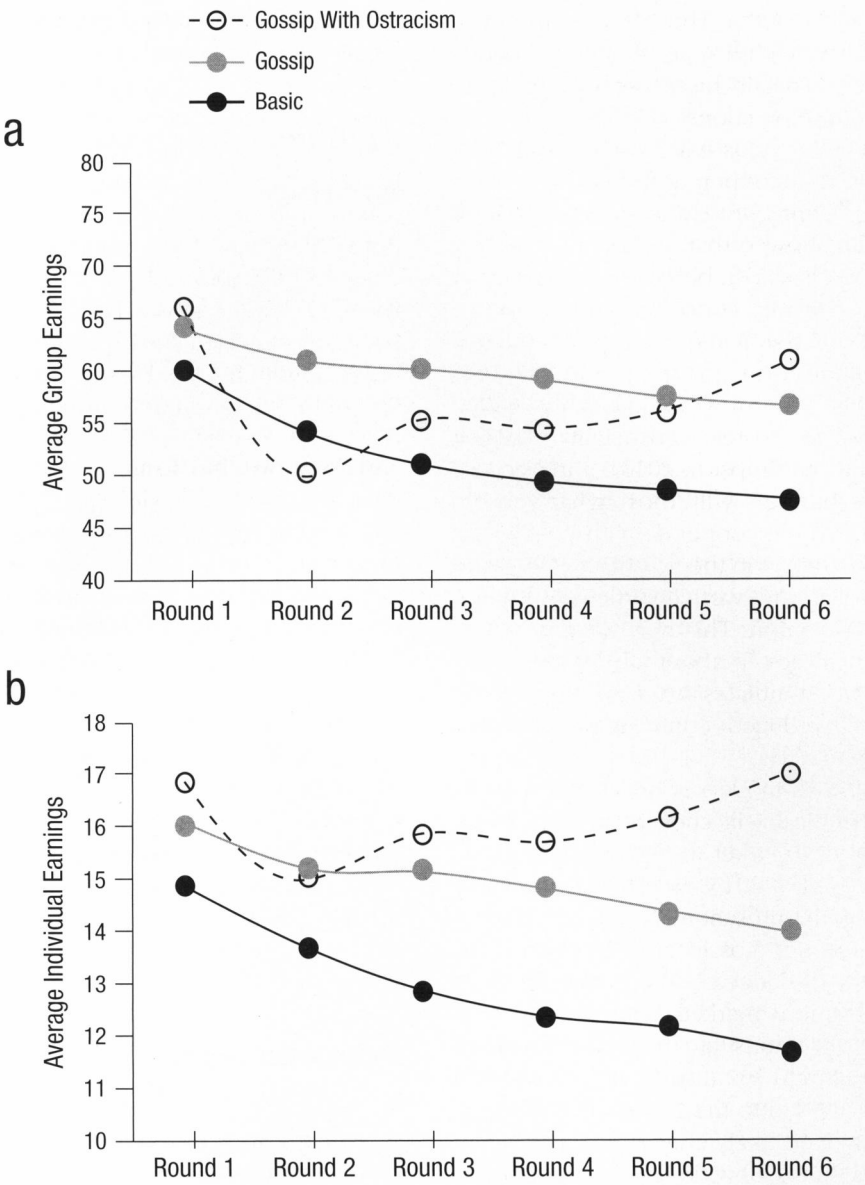 Gossip With Ostracism
Gossip
Basic
a
80
75
70
65
60
55
50
45
40
Average Group Earnings
Round 1 Round 2 Round 3 Round 4 Round 5 Round 6
b
18
17
16
15
14
13
12
11
10
Average Individual Earnings
Round 1 Round 2 Round 3 Round 4 Round 5 Round 6